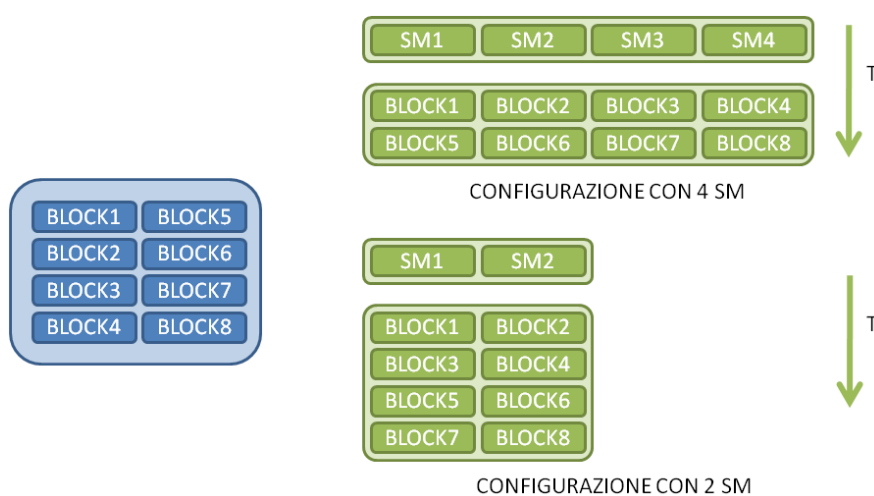 SM1 SM2 SM3 SM4
T
BLOCK1 BLOCK2 BLOCK3 BLOCK4
BLOCK5 BLOCK6 BLOCK7 BLOCK8
CONFIGURAZIONE CON 4 SM
BLOCK1 BLOCK5
BLOCK2 BLOCK6
BLOCK3 BLOCK7
BLOCK4 BLOCK8
SM1 SM2
T
BLOCK1 BLOCK2
BLOCK3 BLOCK4
BLOCK5 BLOCK6
BLOCK7 BLOCK8
CONFIGURAZIONE CON 2 SM